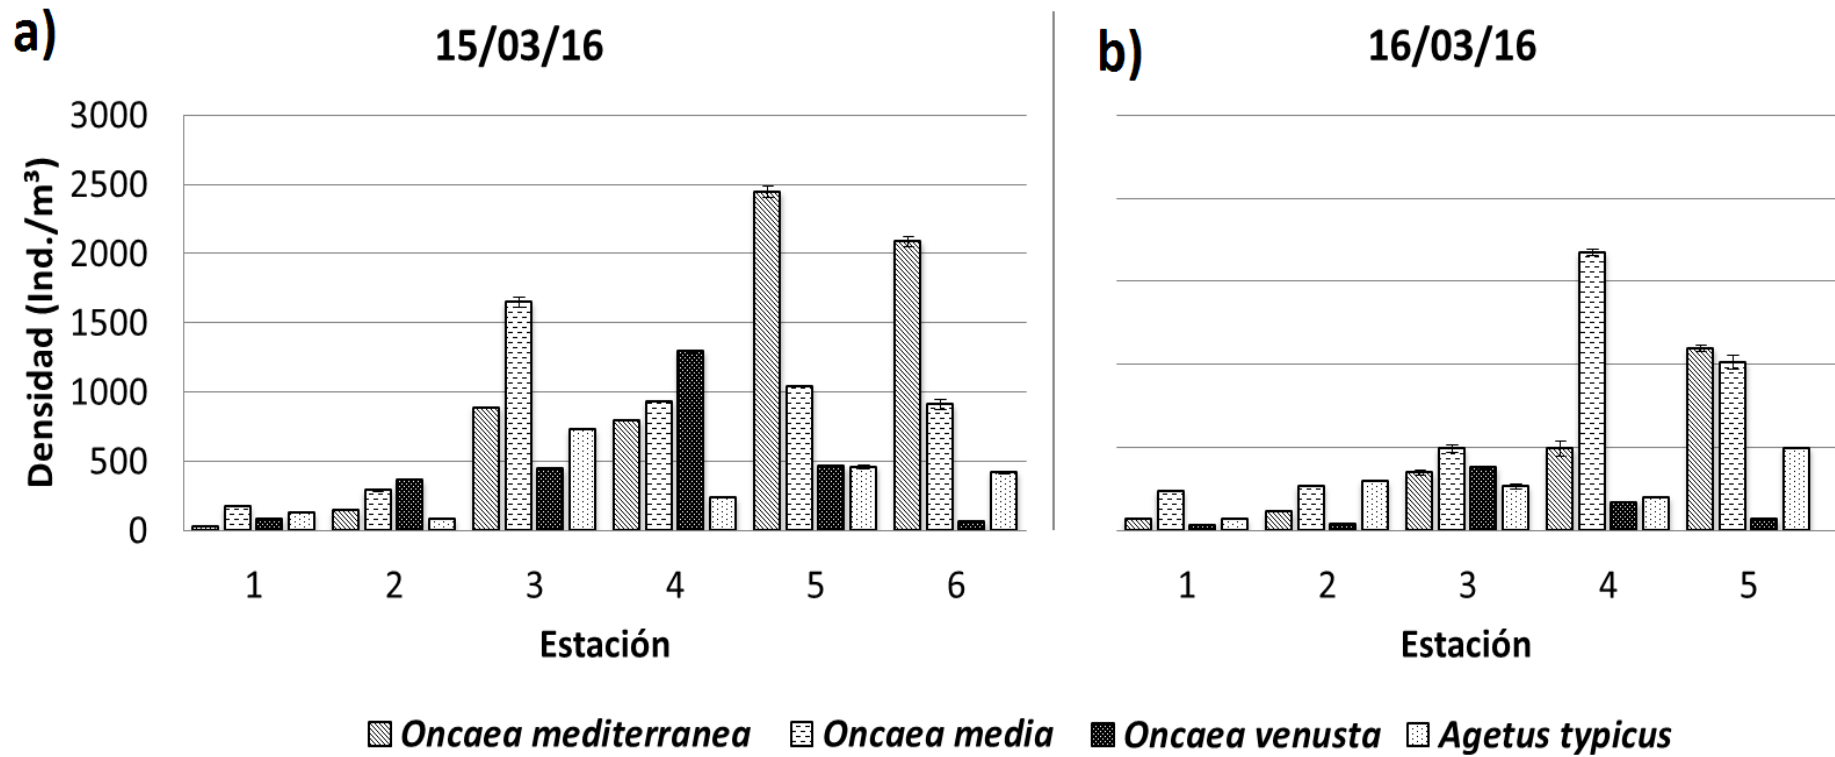 a)
15/03/16
b)
16/03/16
Densidad (Ind./m³)
3000
2500
2000
1500
1000
500
0
1 2 3 4 5 6
1 2 3 4 5
Estación
Estación
Oncaea mediterranea Oncaea media Oncaea venusta Agetus typicus